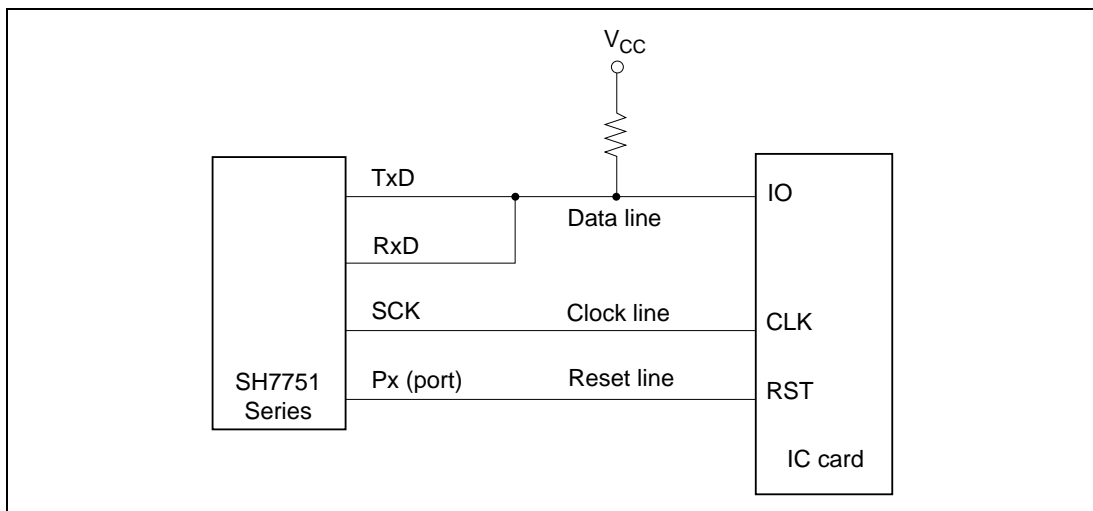 VCC
TxD
IO
Data line
RxD
SCK
Clock line
CLK
Px (port)
Reset line
RST
SH7751
Series
IC card